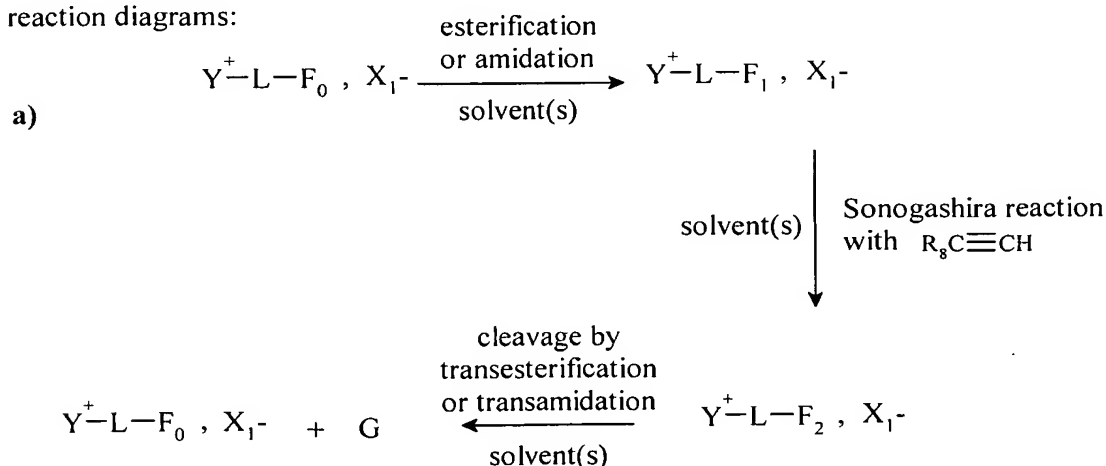 reaction diagrams:
esterification
or amidation
Y⁺—L—F₀ , X₁- Y⁺—L—F₁ , X₁-
solvent(s)
a)
solvent(s) Sonogashira reaction
with R₈C≡CH
cleavage by
transesterification
or transamidation
Y⁺—L—F₀ , X₁- + G Y⁺—L—F₂ , X₁-
solvent(s)